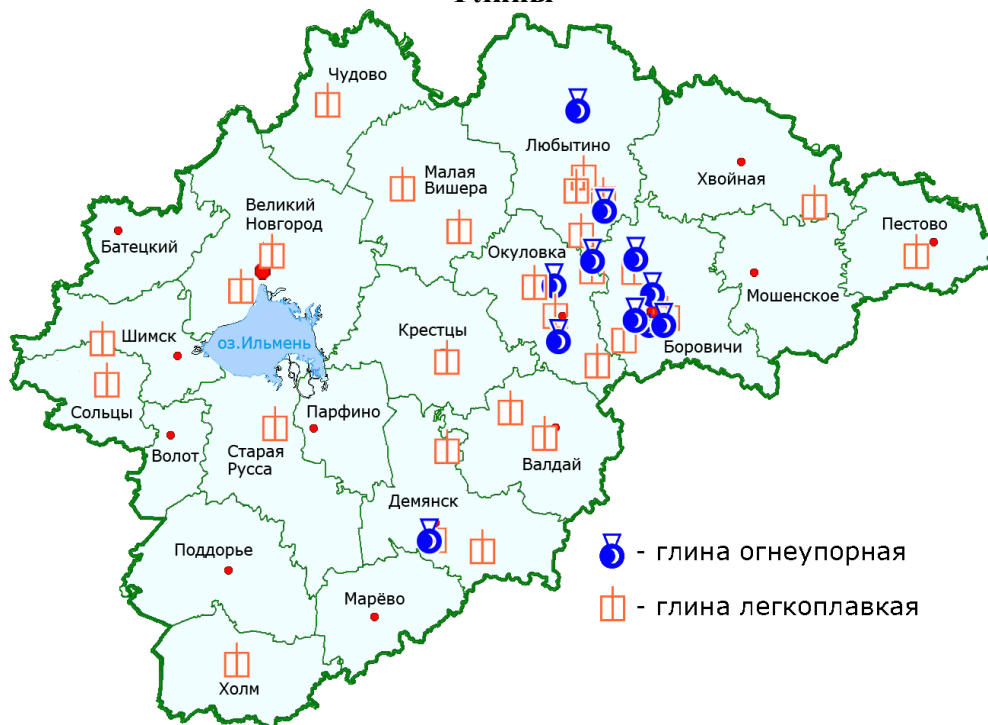 Глины
Чудово
Любытино
Малая
Вишера
Хвойная
Великий
Новгород
Пестово
Батецкий
Окуловка
Мошенское
Шимск
оз.Ильмень
Крестцы
Боровичи
Сольцы
Парфино
Волот
Старая
Русса
Валдай
Демянск
Поддорье
- глина огнеупорная
Марёво
- глина легкоплавкая
Холм